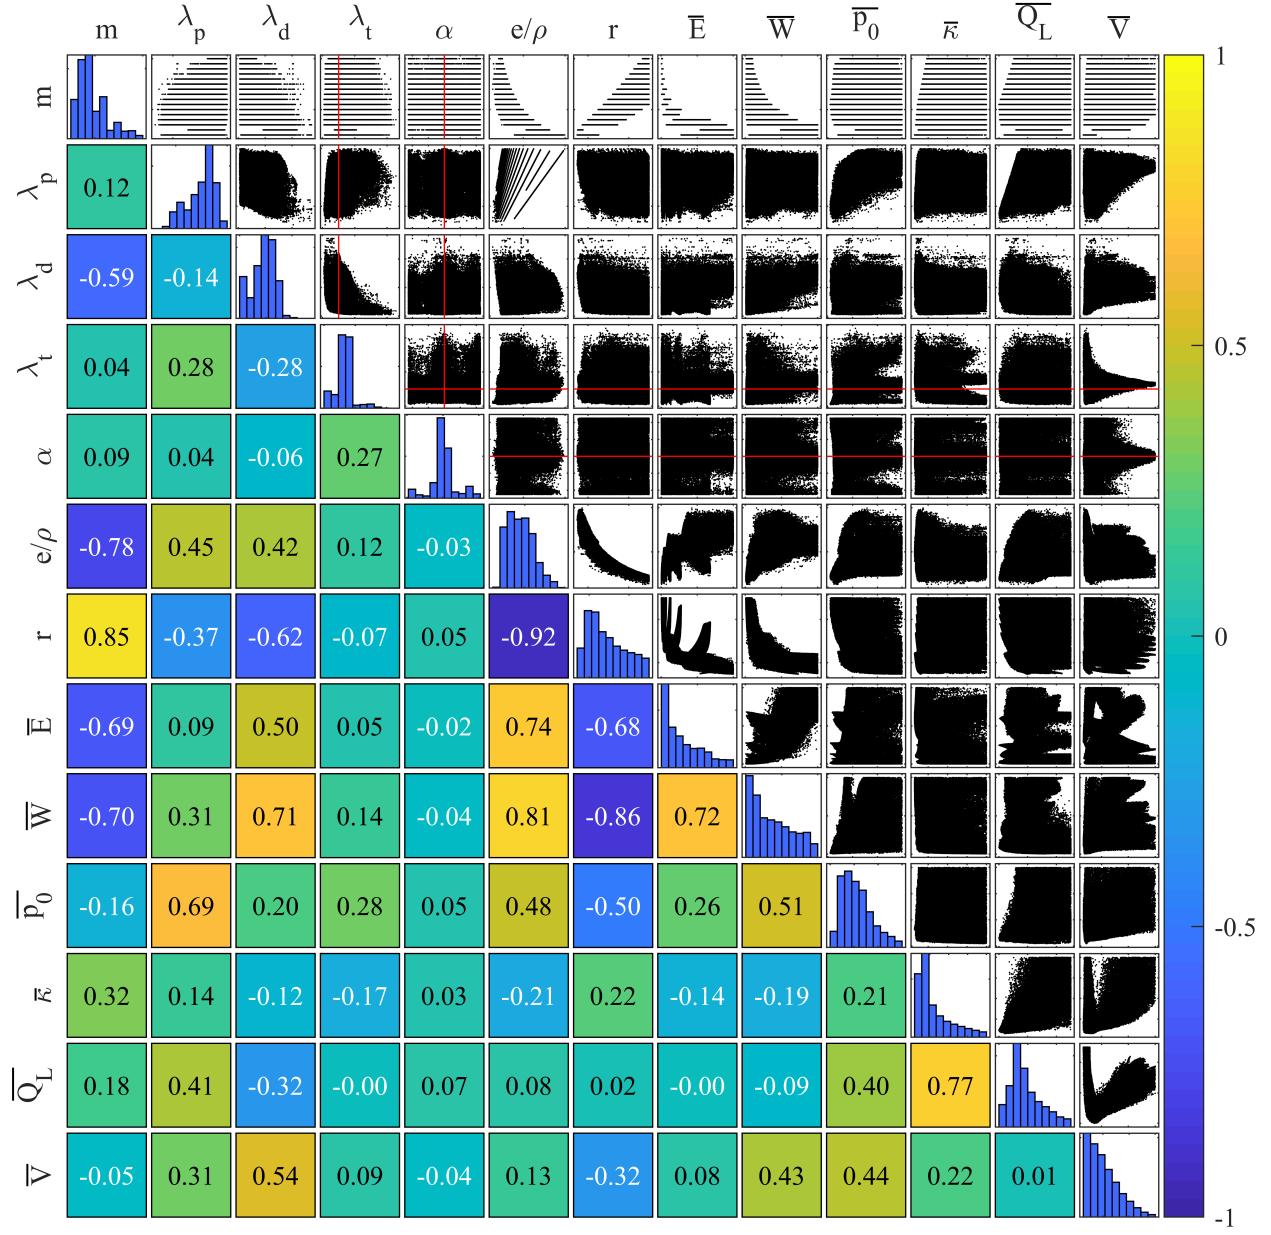 m λp λd λt α e/ρ r E̅ W̅ p̅0 κ̅ Q̅L V̅
m 1
λp 0.12
λd -0.59 -0.14
λt 0.04 0.28 -0.28 0.5
α 0.09 0.04 -0.06 0.27
e/ρ -0.78 0.45 0.42 0.12 -0.03
r 0.85 -0.37 -0.62 -0.07 0.05 -0.92 0
E̅ -0.69 0.09 0.50 0.05 -0.02 0.74 -0.68
W̅ -0.70 0.31 0.71 0.14 -0.04 0.81 -0.86 0.72
p̅0 -0.16 0.69 0.20 0.28 0.05 0.48 -0.50 0.26 0.51 -0.5
κ̅ 0.32 0.14 -0.12 -0.17 0.03 -0.21 0.22 -0.14 -0.19 0.21
Q̅L 0.18 0.41 -0.32 -0.00 0.07 0.08 0.02 -0.00 -0.09 0.40 0.77
V̅ -0.05 0.31 0.54 0.09 -0.04 0.13 -0.32 0.08 0.43 0.44 0.22 0.01
-1